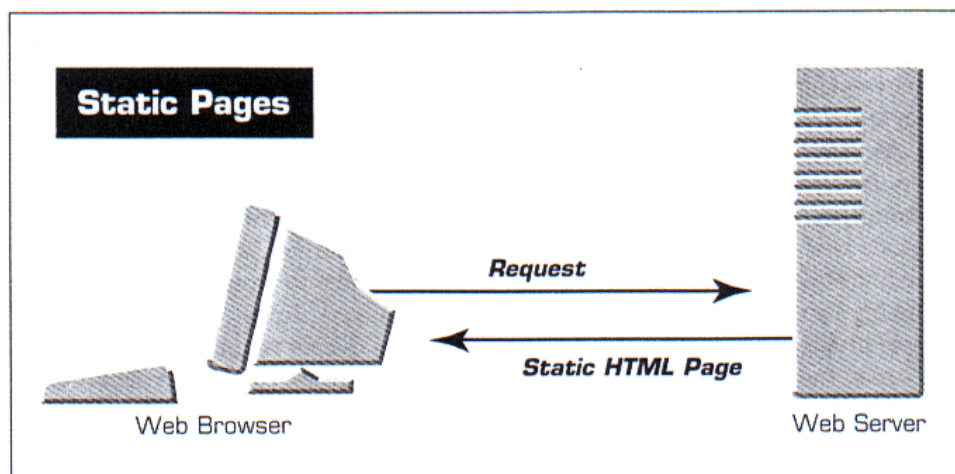 Static Pages
Request
Static HTML Page
Web Browser
Web Server